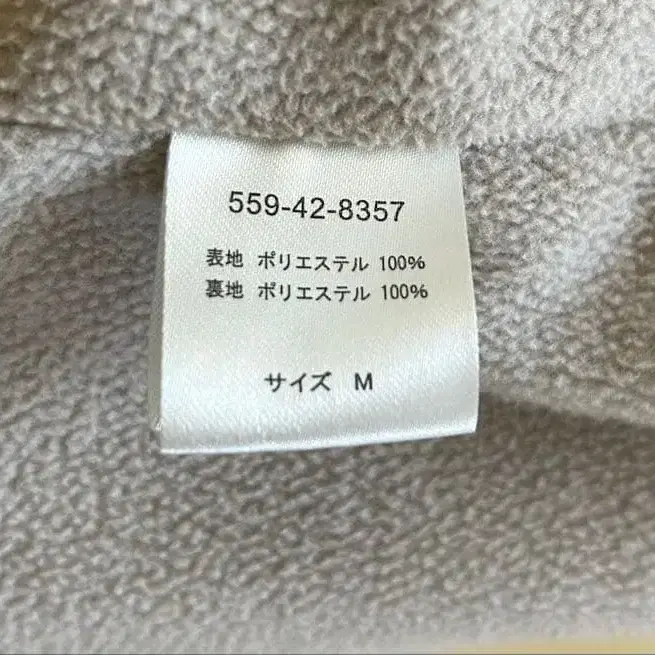 559-42-8357
表地 ポリエステル 100%
裏地 ポリエステル 100%
サイズ M